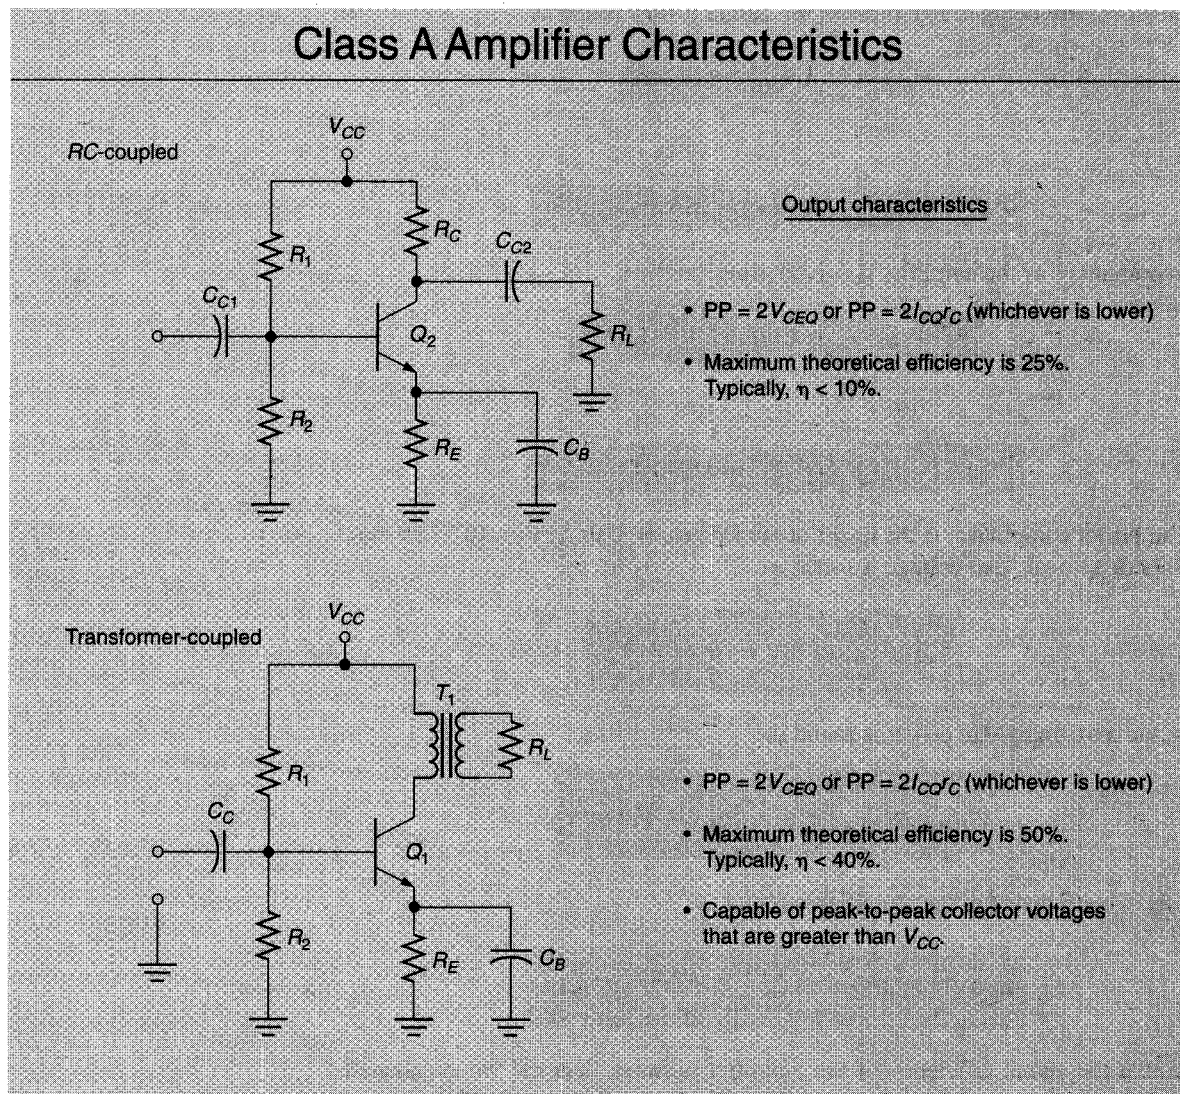 Class A Amplifier Characteristics
RC-coupled
VCC
R1
RC
CC2
CC1
Q2
RL
R2
RE
CB
Output characteristics
• PP = 2VCEQ or PP = 2ICQrC (whichever is lower)
• Maximum theoretical efficiency is 25%.
Typically, η < 10%.
Transformer-coupled
VCC
T1
RL
R1
CC
Q1
R2
RE
CB
• PP = 2VCEQ or PP = 2ICQrC (whichever is lower)
• Maximum theoretical efficiency is 50%.
Typically, η < 40%.
• Capable of peak-to-peak collector voltages
that are greater than VCC.